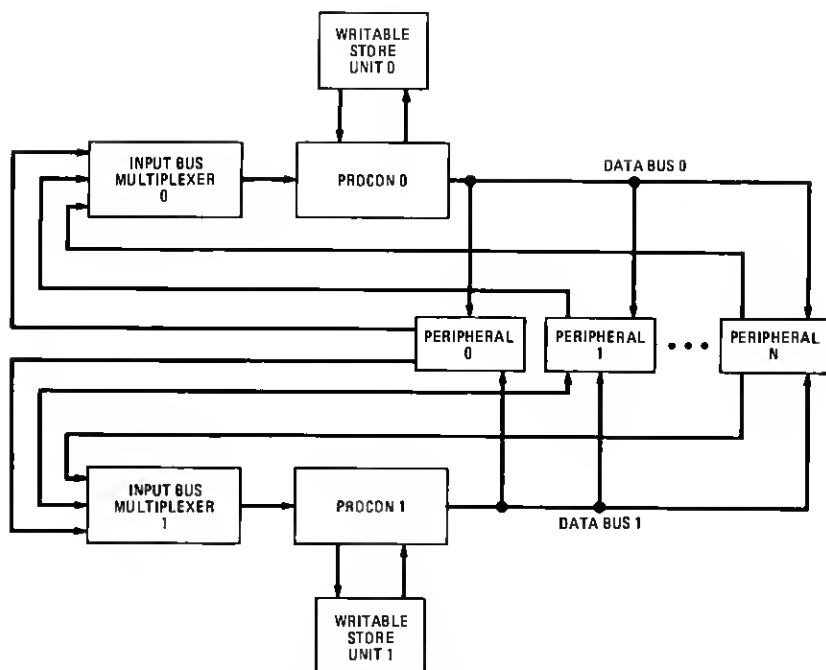 WRITABLE
STORE
UNIT 0
INPUT BUS
MULTIPLEXER
0
PROCON 0
DATA BUS 0
PERIPHERAL
0
PERIPHERAL
1
PERIPHERAL
N
INPUT BUS
MULTIPLEXER
1
PROCON 1
DATA BUS 1
WRITABLE
STORE
UNIT 1